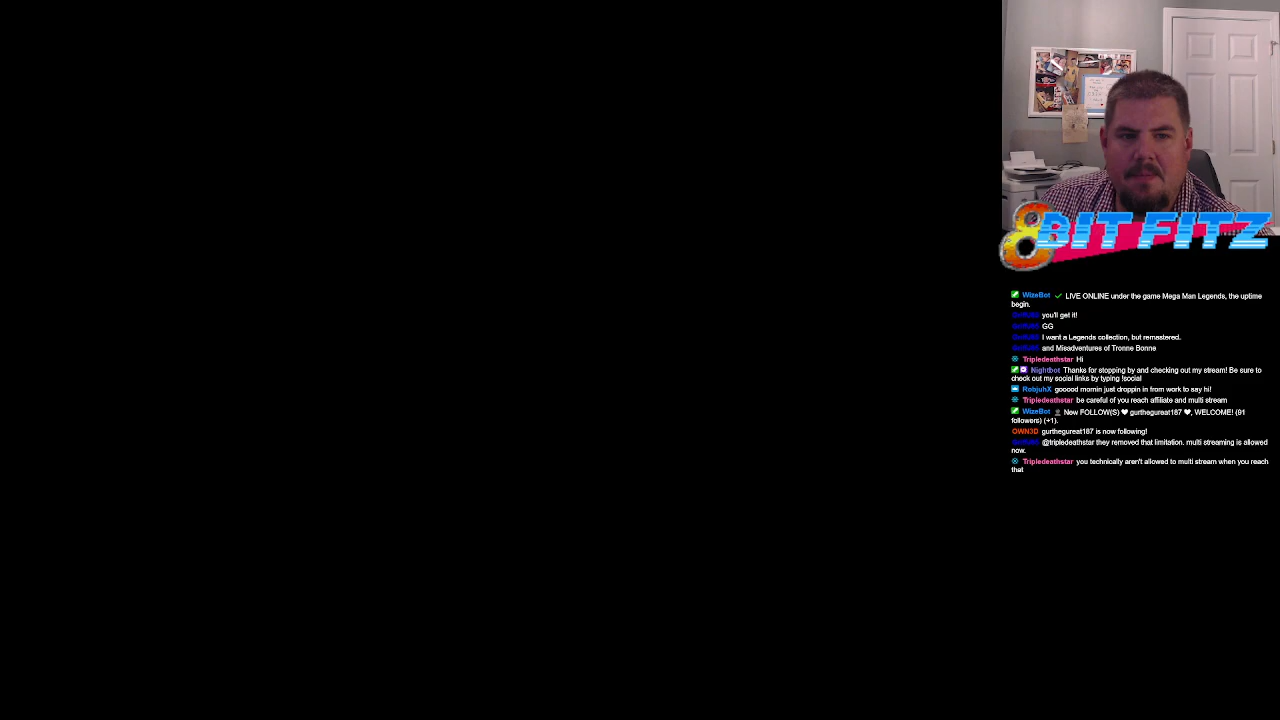 8BIT FITZ
WizeBot LIVE ONLINE under the game Mega Man Legends, the uptime
begin.
you'll get it!
GG
I want a Legends collection, but remastered.
and Misadventures of Tronne Bonne
Tripledeathstar Hi
Nightbot Thanks for stopping by and checking out my stream! Be sure to
check out my social links by typing !social
RobjuhX gooood mornin just droppin in from work to say hi!
Tripledeathstar be careful of you reach affiliate and multi stream
WizeBot New FOLLOW(S) ❤ gurthegureat187 ❤, WELCOME! (91
followers) (+1).
OWN3D gurthegureat187 is now following!
@tripledeathstar they removed that limitation. multi streaming is allowed
now.
Tripledeathstar you technically aren't allowed to multi stream when you reach
that